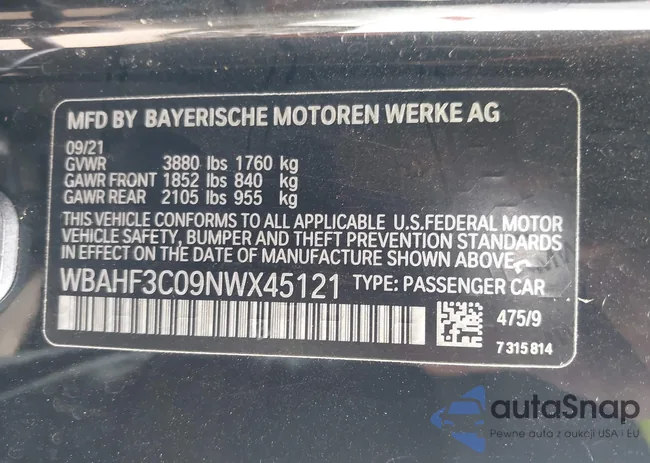 MFD BY BAYERISCHE MOTOREN WERKE AG
09/21
GVWR 3880 lbs 1760 kg
GAWR FRONT 1852 lbs 840 kg
GAWR REAR 2105 lbs 955 kg
THIS VEHICLE CONFORMS TO ALL APPLICABLE U.S.FEDERAL MOTOR
VEHICLE SAFETY, BUMPER AND THEFT PREVENTION STANDARDS
IN EFFECT ON THE DATE OF MANUFACTURE SHOWN ABOVE.
WBAHF3C09NWX45121 TYPE: PASSENGER CAR
475/9
7315814
autoSnap
Pewne auta z aukcji USA i EU